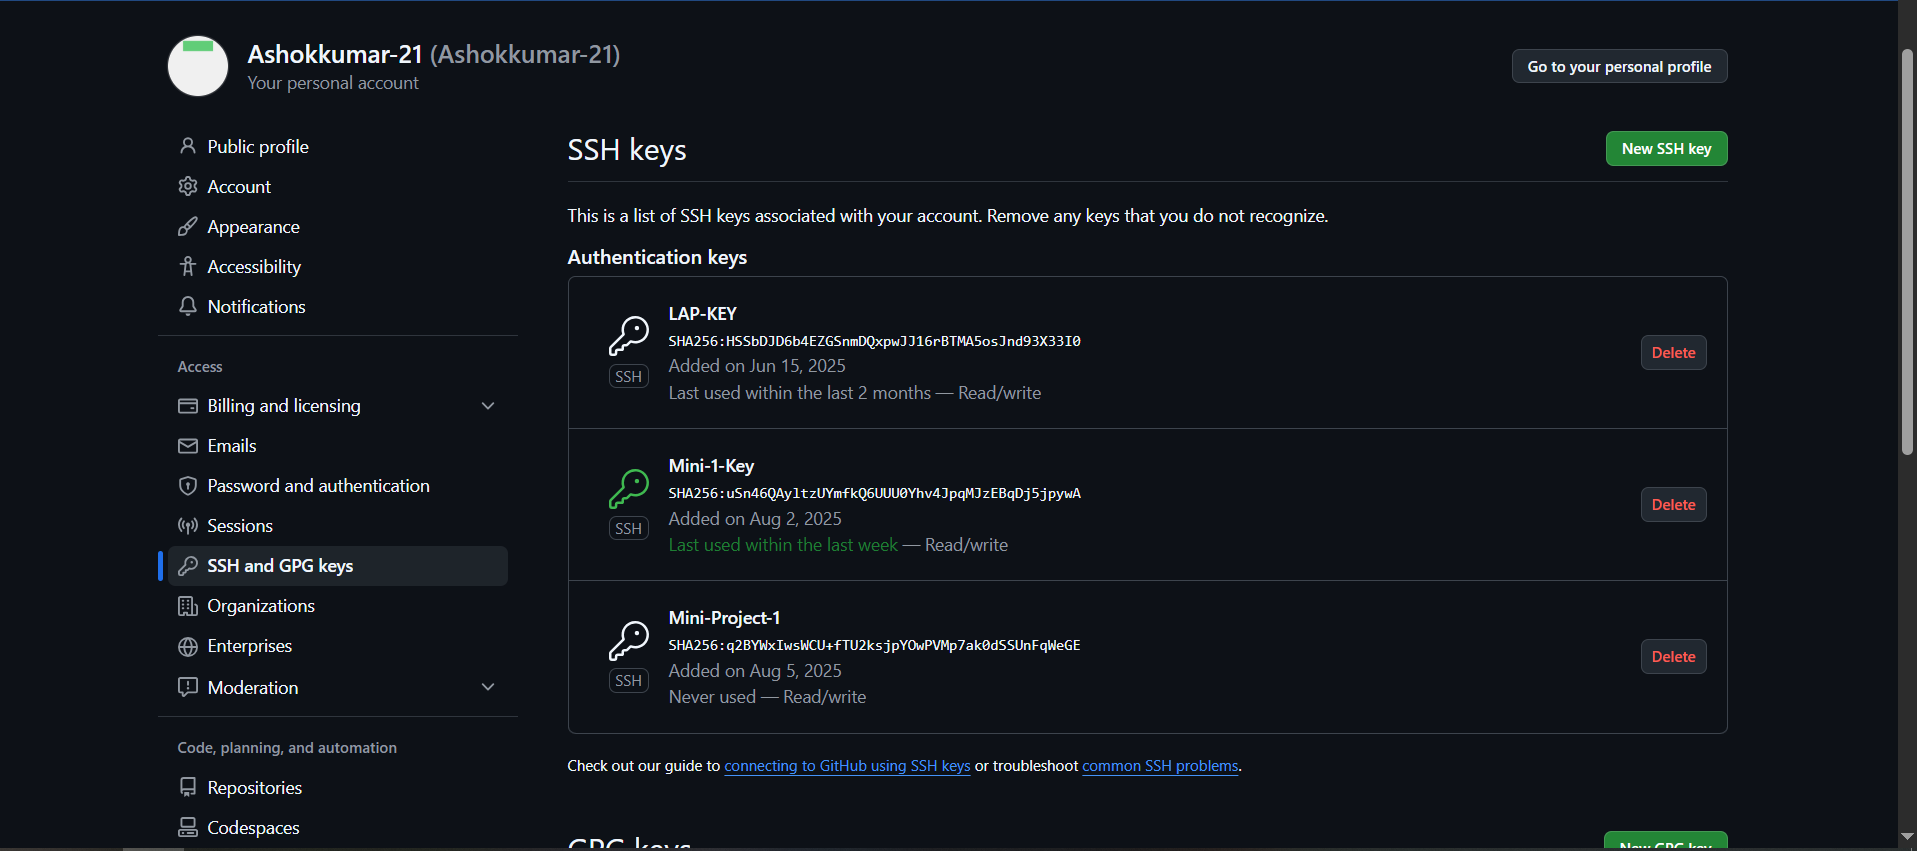 Ashokkumar-21 (Ashokkumar-21)
Your personal account
Go to your personal profile
Public profile
Account
Appearance
Accessibility
Notifications
Access
Billing and licensing
Emails
Password and authentication
Sessions
SSH and GPG keys
Organizations
Enterprises
Moderation
Code, planning, and automation
Repositories
Codespaces
SSH keys
New SSH key
This is a list of SSH keys associated with your account. Remove any keys that you do not recognize.
Authentication keys
LAP-KEY
SHA256:HSSbDJD6b4EZGSnmDQxpwJJ16rBTMA5osJnd93X33I0
Added on Jun 15, 2025
Last used within the last 2 months — Read/write
SSH
Delete
Mini-1-Key
SHA256:uSn46QAyltzUYmfkQ6UUU0Yhv4JpqMJzEBqDj5jpywA
Added on Aug 2, 2025
Last used within the last week — Read/write
SSH
Delete
Mini-Project-1
SHA256:q2BYWxIwsWCU+fTU2ksjpYOwPVMp7ak0dSSUnFqWeGE
Added on Aug 5, 2025
Never used — Read/write
SSH
Delete
Check out our guide to connecting to GitHub using SSH keys or troubleshoot common SSH problems.
GPG keys
New GPG key